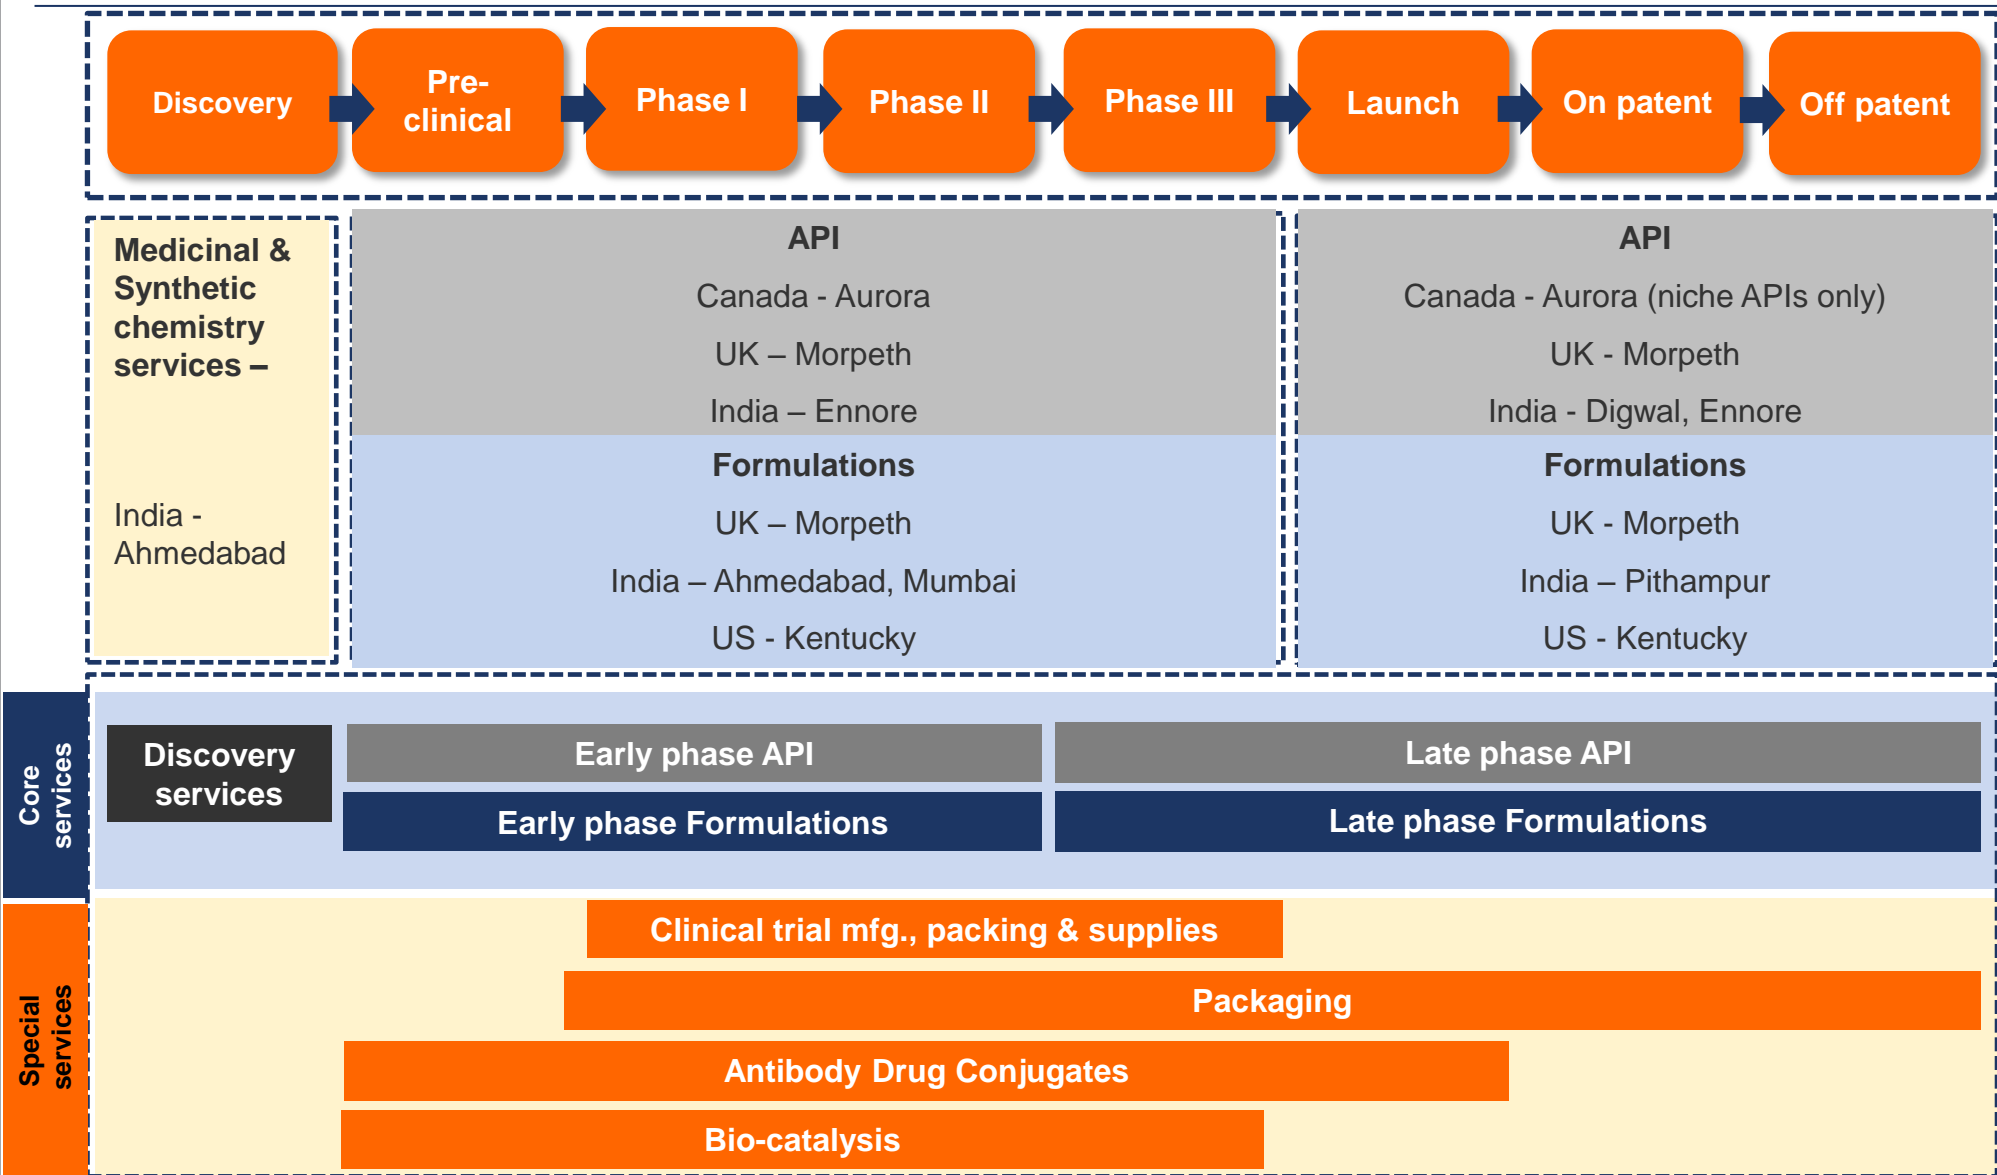 Discovery
Pre-
clinical
Phase I
Phase II
Phase III
Launch
On patent
Off patent
Medicinal &
Synthetic
chemistry
services –
India -
Ahmedabad
API
Canada - Aurora
UK – Morpeth
India – Ennore
Formulations
UK – Morpeth
India – Ahmedabad, Mumbai
US - Kentucky
API
Canada - Aurora (niche APIs only)
UK - Morpeth
India - Digwal, Ennore
Formulations
UK - Morpeth
India – Pithampur
US - Kentucky
Core
services
Discovery
services
Early phase API
Late phase API
Early phase Formulations
Late phase Formulations
Special
services
Clinical trial mfg., packing & supplies
Packaging
Antibody Drug Conjugates
Bio-catalysis